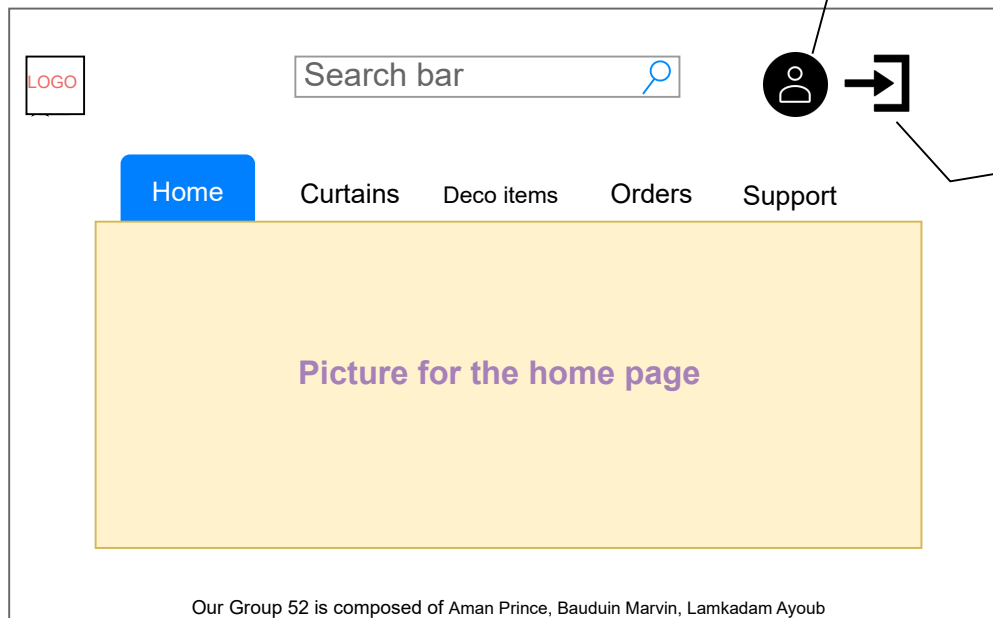 LOGO
Search bar
Home
Curtains
Deco items
Orders
Support
Picture for the home page
Our Group 52 is composed of Aman Prince, Bauduin Marvin, Lamkadam Ayoub